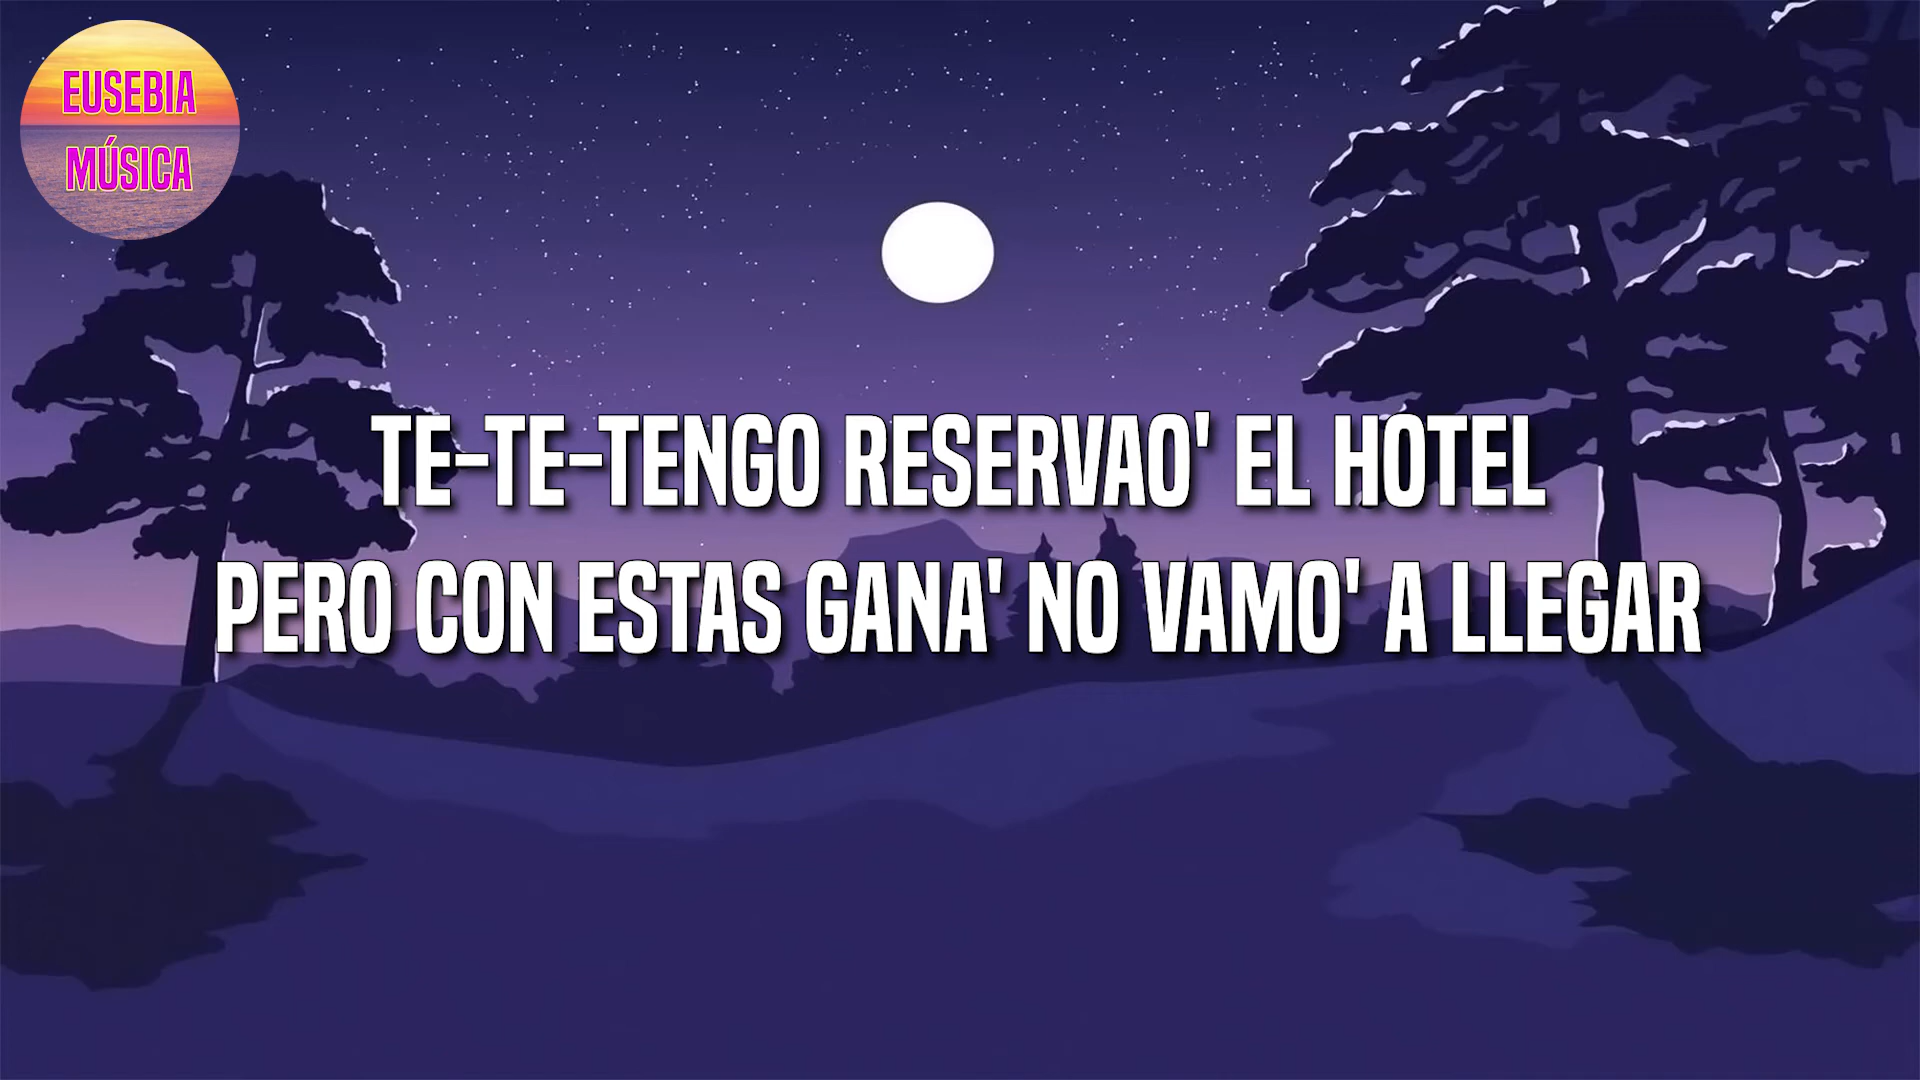 EUSEBIA
MÚSICA
TE-TE-TENGO RESERVAO' EL HOTEL
PERO CON ESTAS GANA' NO VAMO' A LLEGAR